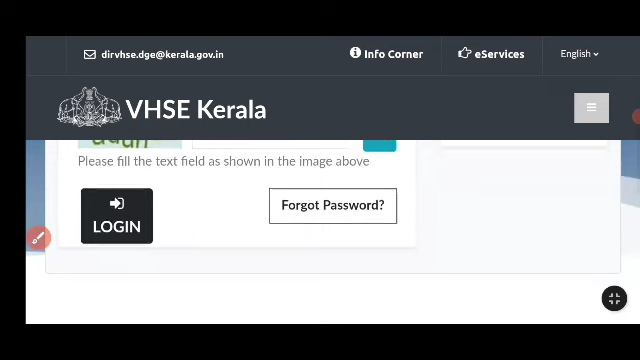 dirvhse.dge@kerala.gov.in Info Corner eServices English
VHSE Kerala
Please fill the text field as shown in the image above
LOGIN
Forgot Password?